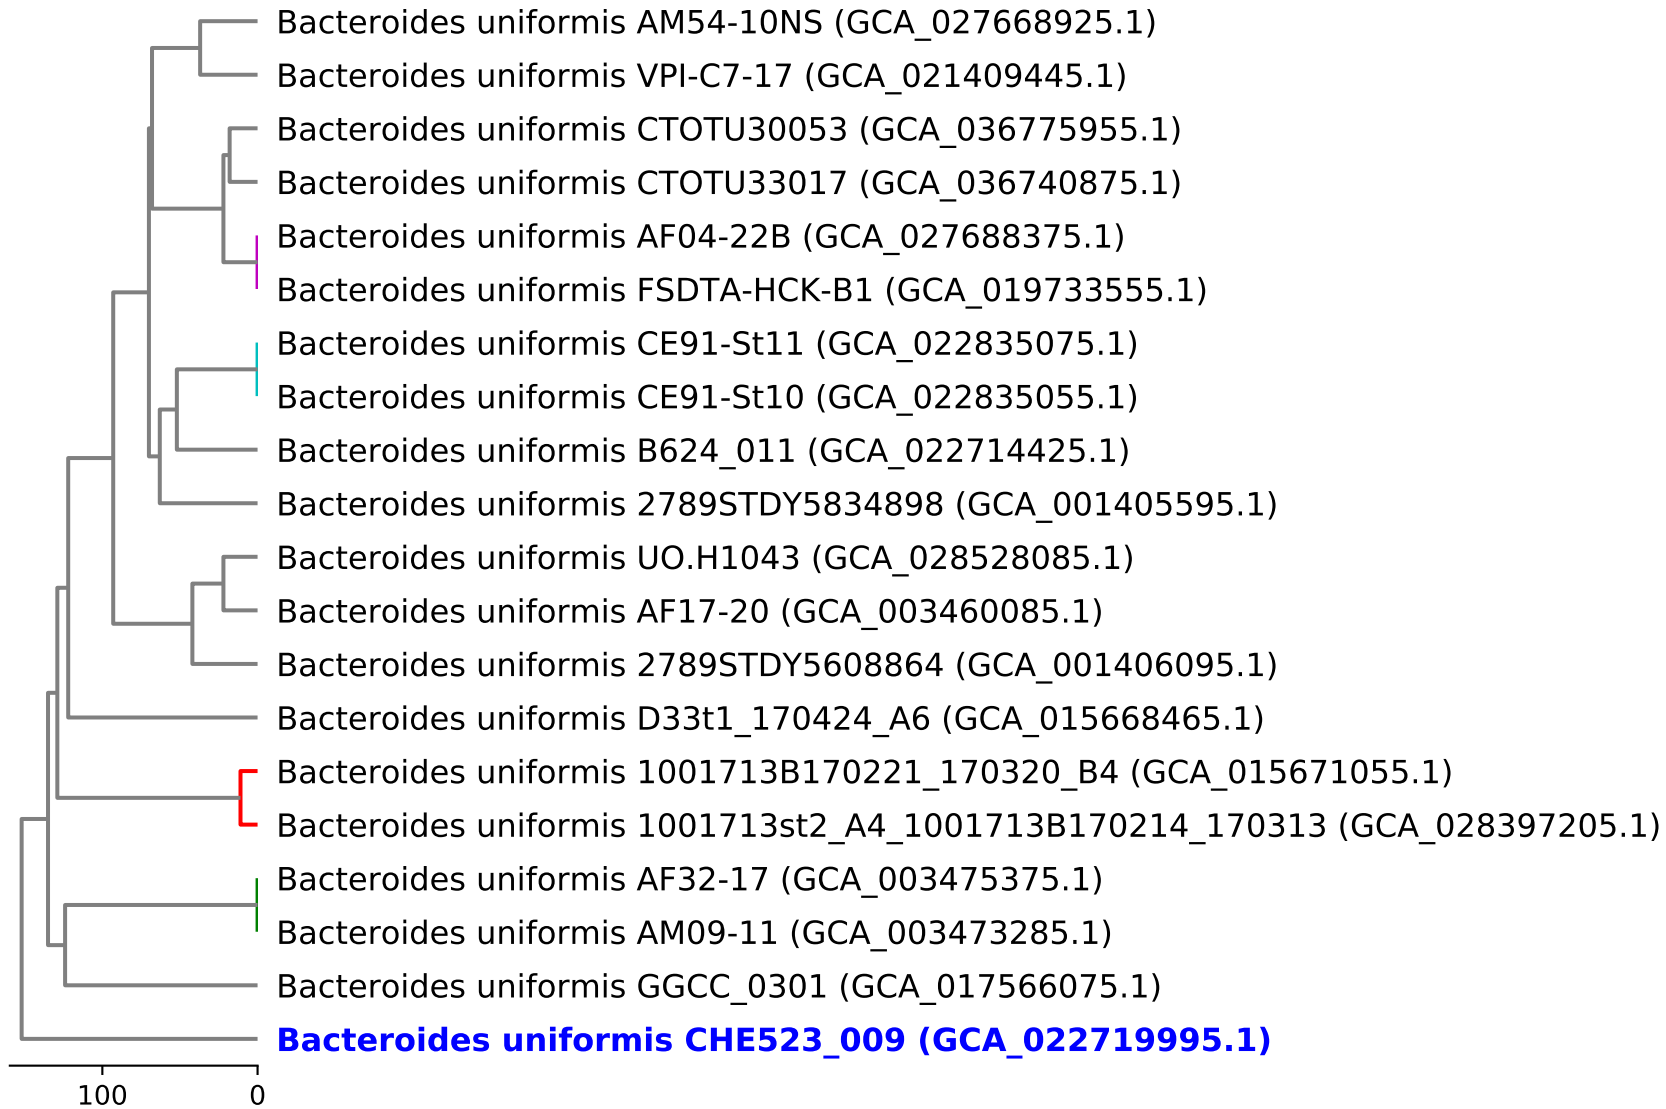 Bacteroides uniformis AM54-10NS (GCA_027668925.1)
Bacteroides uniformis VPI-C7-17 (GCA_021409445.1)
Bacteroides uniformis CTOTU30053 (GCA_036775955.1)
Bacteroides uniformis CTOTU33017 (GCA_036740875.1)
Bacteroides uniformis AF04-22B (GCA_027688375.1)
Bacteroides uniformis FSDTA-HCK-B1 (GCA_019733555.1)
Bacteroides uniformis CE91-St11 (GCA_022835075.1)
Bacteroides uniformis CE91-St10 (GCA_022835055.1)
Bacteroides uniformis B624_011 (GCA_022714425.1)
Bacteroides uniformis 2789STDY5834898 (GCA_001405595.1)
Bacteroides uniformis UO.H1043 (GCA_028528085.1)
Bacteroides uniformis AF17-20 (GCA_003460085.1)
Bacteroides uniformis 2789STDY5608864 (GCA_001406095.1)
Bacteroides uniformis D33t1_170424_A6 (GCA_015668465.1)
Bacteroides uniformis 1001713B170221_170320_B4 (GCA_015671055.1)
Bacteroides uniformis 1001713st2_A4_1001713B170214_170313 (GCA_028397205.1)
Bacteroides uniformis AF32-17 (GCA_003475375.1)
Bacteroides uniformis AM09-11 (GCA_003473285.1)
Bacteroides uniformis GGCC_0301 (GCA_017566075.1)
Bacteroides uniformis CHE523_009 (GCA_022719995.1)
100 0